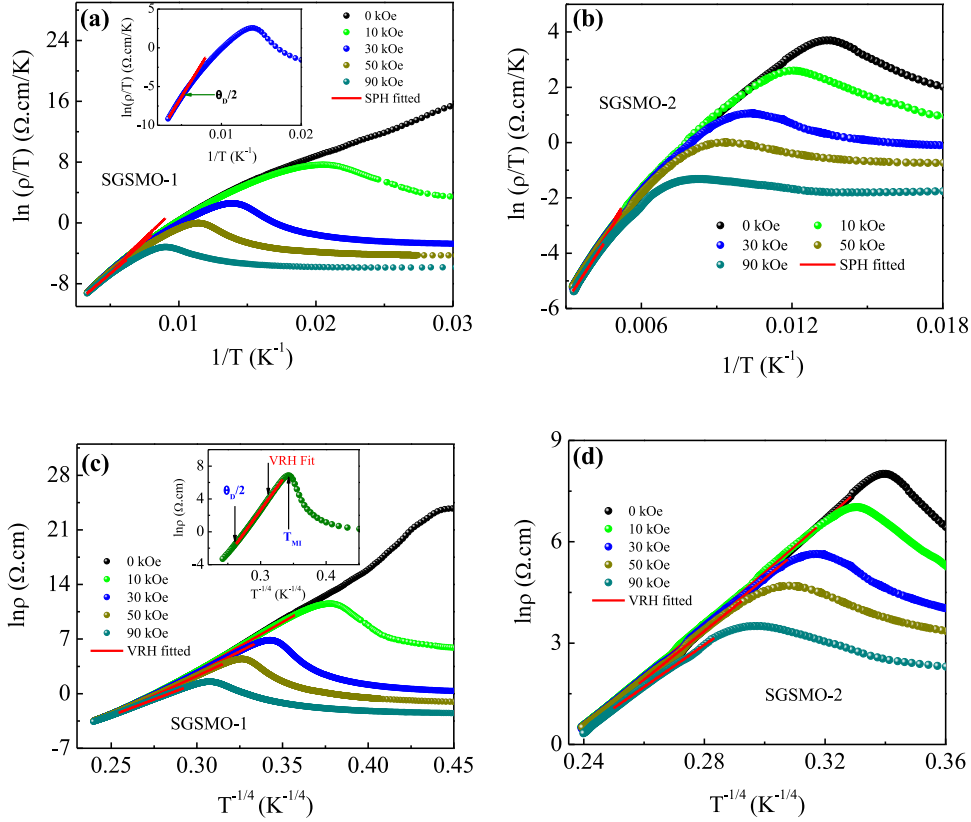 (a)
ln (ρ/T) (Ω.cm/K)
24
16
8
0
-8
0.01
0.02
0.03
1/T (K⁻¹)
SGSMO-1
ln(ρ/T) (Ω.cm/K)
10
0
-10
0.01
0.02
1/T (K⁻¹)
θD/2
0 kOe
10 kOe
30 kOe
50 kOe
90 kOe
SPH fitted
(b)
ln (ρ/T) (Ω.cm/K)
4
2
0
-2
-4
-6
0.006
0.012
0.018
1/T (K⁻¹)
SGSMO-2
0 kOe 10 kOe
30 kOe 50 kOe
90 kOe SPH fitted
(c)
lnρ (Ω.cm)
28
21
14
7
0
-7
0.25
0.30
0.35
0.40
0.45
T⁻¹/⁴ (K⁻¹/⁴)
0 kOe
10 kOe
30 kOe
50 kOe
90 kOe
VRH fitted
SGSMO-1
lnρ (Ω.cm)
8
4
0
-4
0.3
0.4
T⁻¹/⁴ (K⁻¹/⁴)
VRH Fit
θD/2
TMI
(d)
lnρ (Ω.cm)
9
6
3
0
0.24
0.28
0.32
0.36
T⁻¹/⁴ (K⁻¹/⁴)
0 kOe
10 kOe
30 kOe
50 kOe
90 kOe
VRH fitted
SGSMO-2